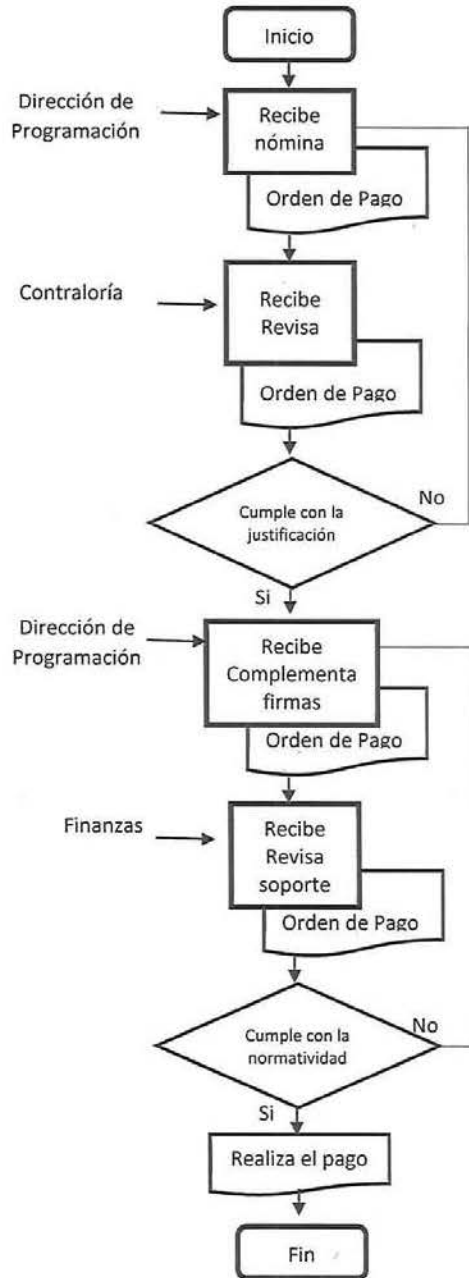 Inicio
Dirección de
Programación
Recibe
nómina
Orden de Pago
Contraloría
Recibe
Revisa
Orden de Pago
Cumple con la
justificación
No
Si
Dirección de
Programación
Recibe
Complementa
firmas
Orden de Pago
Finanzas
Recibe
Revisa
soporte
Orden de Pago
Cumple con la
normatividad
No
Si
Realiza el pago
Fin